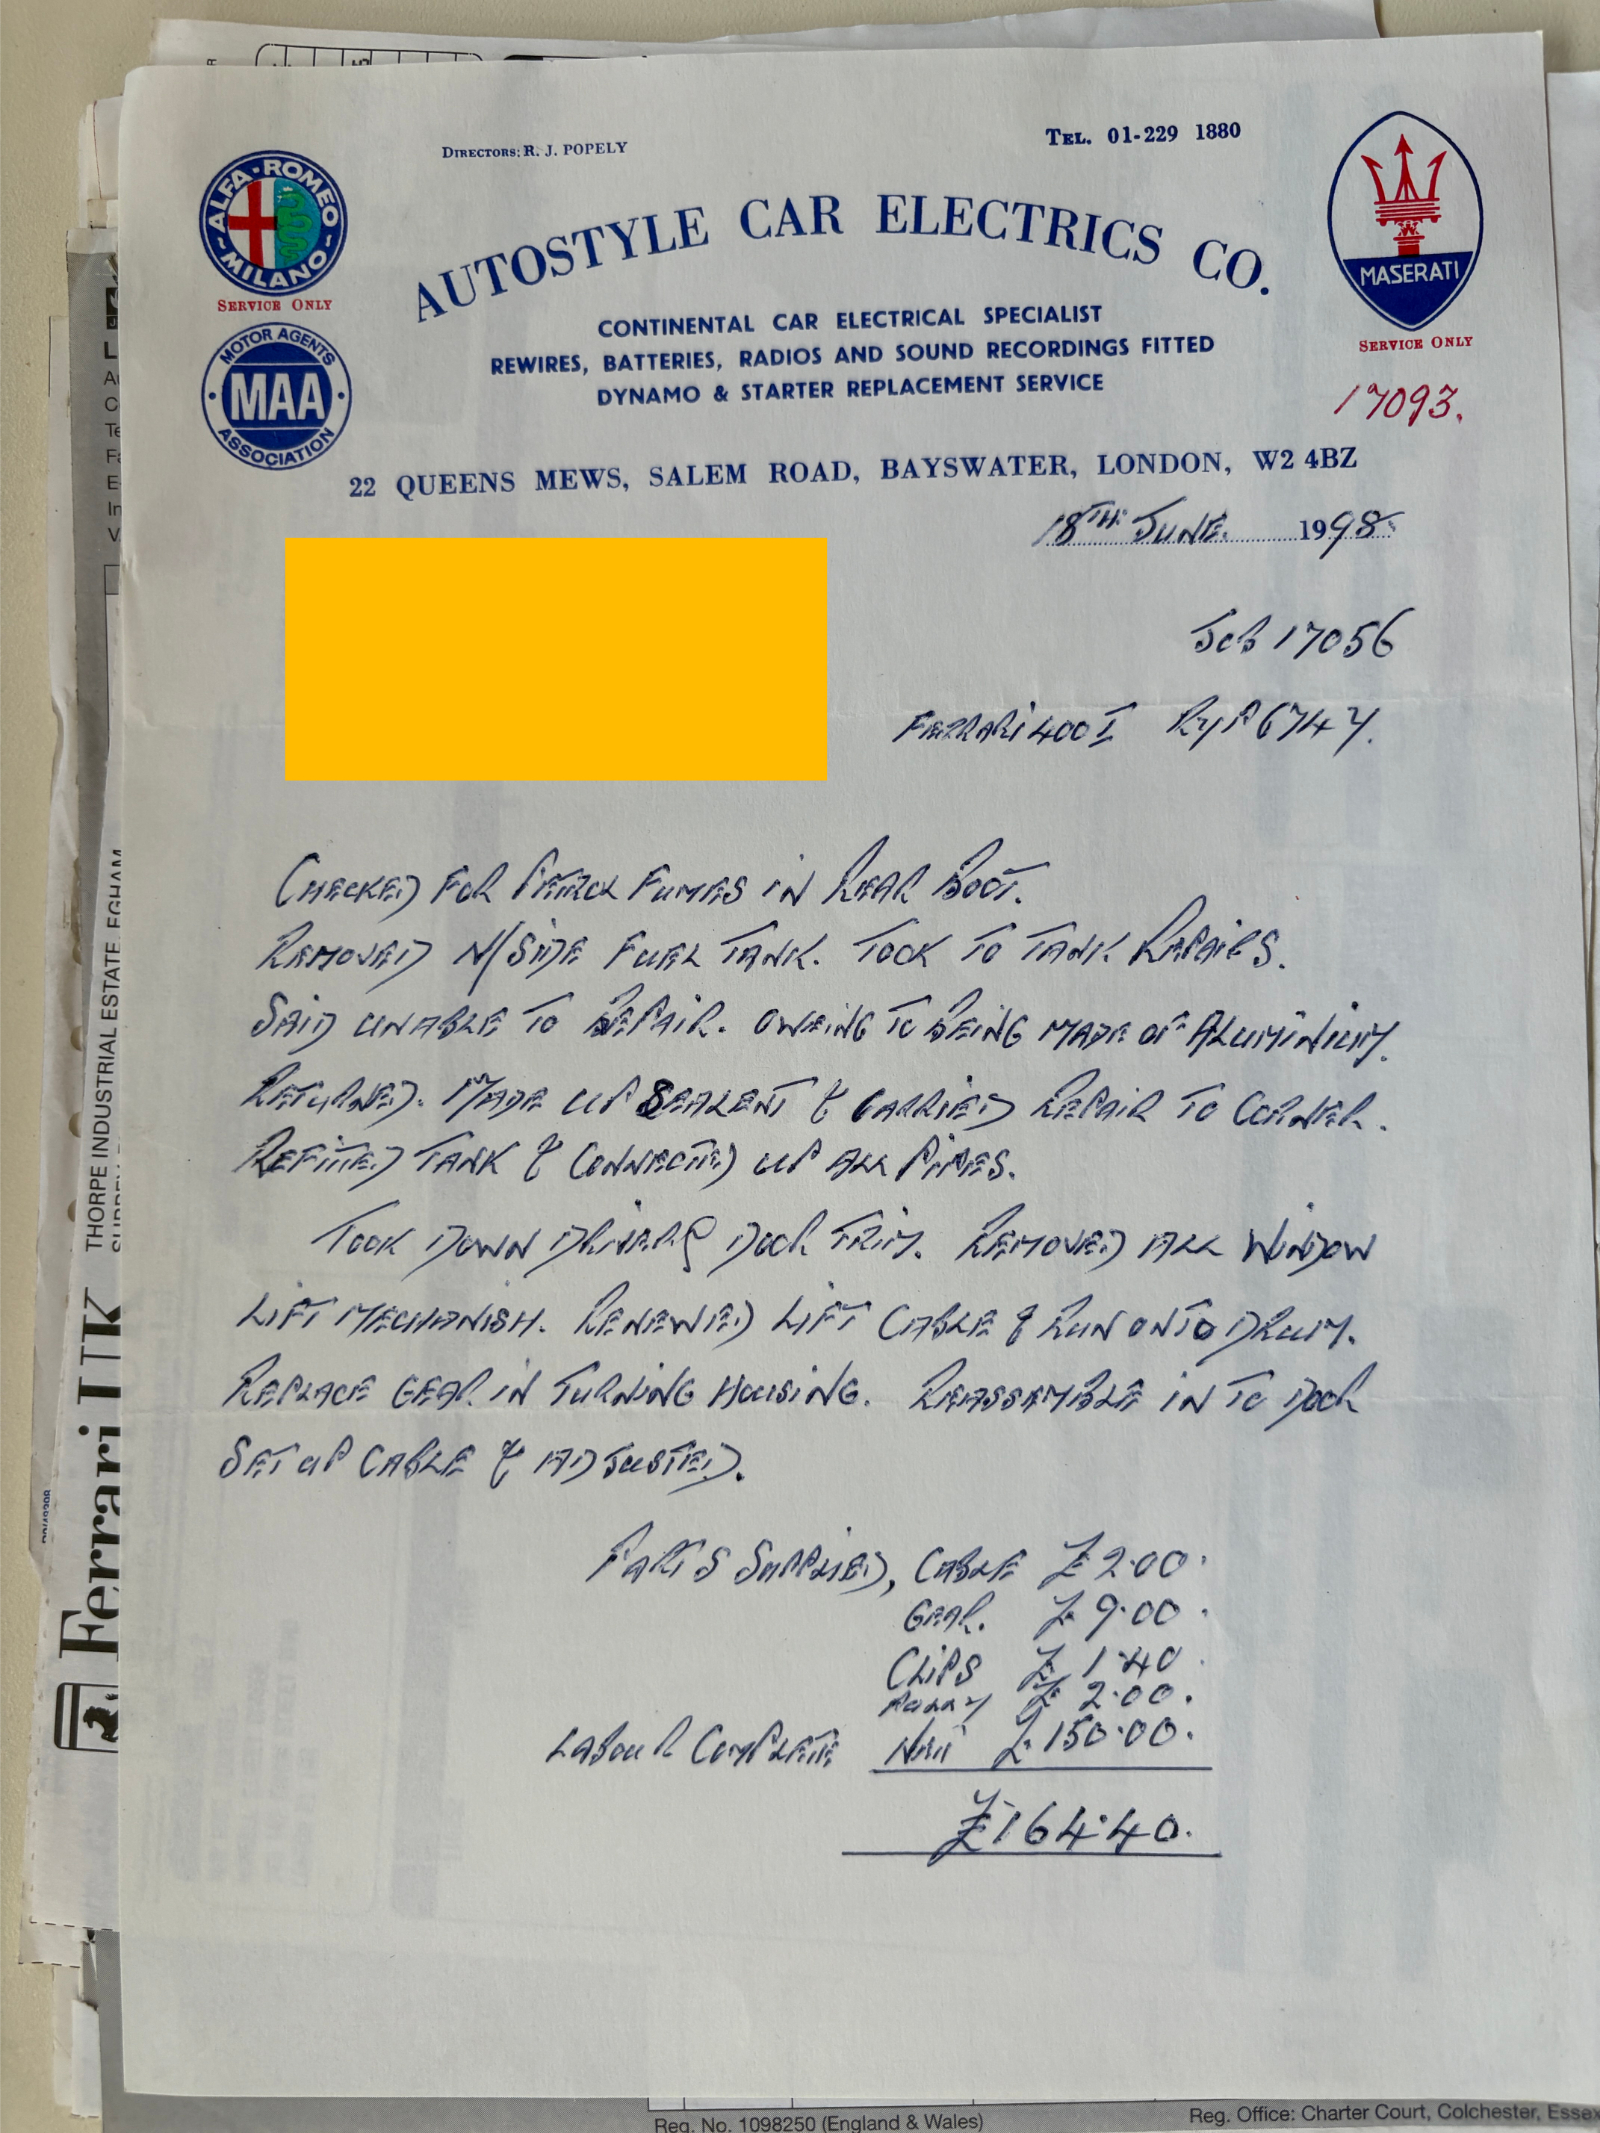 DIRECTORS: R. J. POPELY
TEL. 01-229 1880
ALFA-ROMEO
MILANO
SERVICE ONLY
MOTOR AGENTS
MAA
ASSOCIATION
AUTOSTYLE CAR ELECTRICS CO.
CONTINENTAL CAR ELECTRICAL SPECIALIST
REWIRES, BATTERIES, RADIOS AND SOUND RECORDINGS FITTED
DYNAMO & STARTER REPLACEMENT SERVICE
MASERATI
SERVICE ONLY
17093.
22 QUEENS MEWS, SALEM ROAD, BAYSWATER, LONDON, W2 4BZ
18TH JUNE. 1998
JOB 17056
FERRARI 400 I RYP 674Y.
CHECKED FOR PETROL FUMES IN REAR BOOT.
REMOVED N/SIDE FUEL TANK. TOOK TO TANK REPAIRS.
SAID UNABLE TO REPAIR. OWEING TO BEING MADE OF ALUMINIUM.
RETURNED. MADE UP SEALENT & CARRIED REPAIR TO CORNER.
REFITTED TANK & CONNECTED UP ALL PIPES.
TOOK DOWN DRIVERS DOOR TRIM. REMOVED ALL WINDOW
LIFT MECHANISM. RENEWED LIFT CABLE & RUN ONTO DRUM.
REPLACE GEAR IN TURNING HOUSING. REASSEMBLE IN TO DOOR
SET UP CABLE & ADJUSTED.
PARTS SUPPLIED, CABLE £2.00.
GEAR. £9.00.
CLIPS £1.40.
£2.00.
LABOUR COMPLETE £150.00.
£164.40.
THORPE INDUSTRIAL ESTATE, EGHAM
Ferrari UK
Reg. No. 1098250 (England & Wales)
Reg. Office: Charter Court, Colchester, Essex